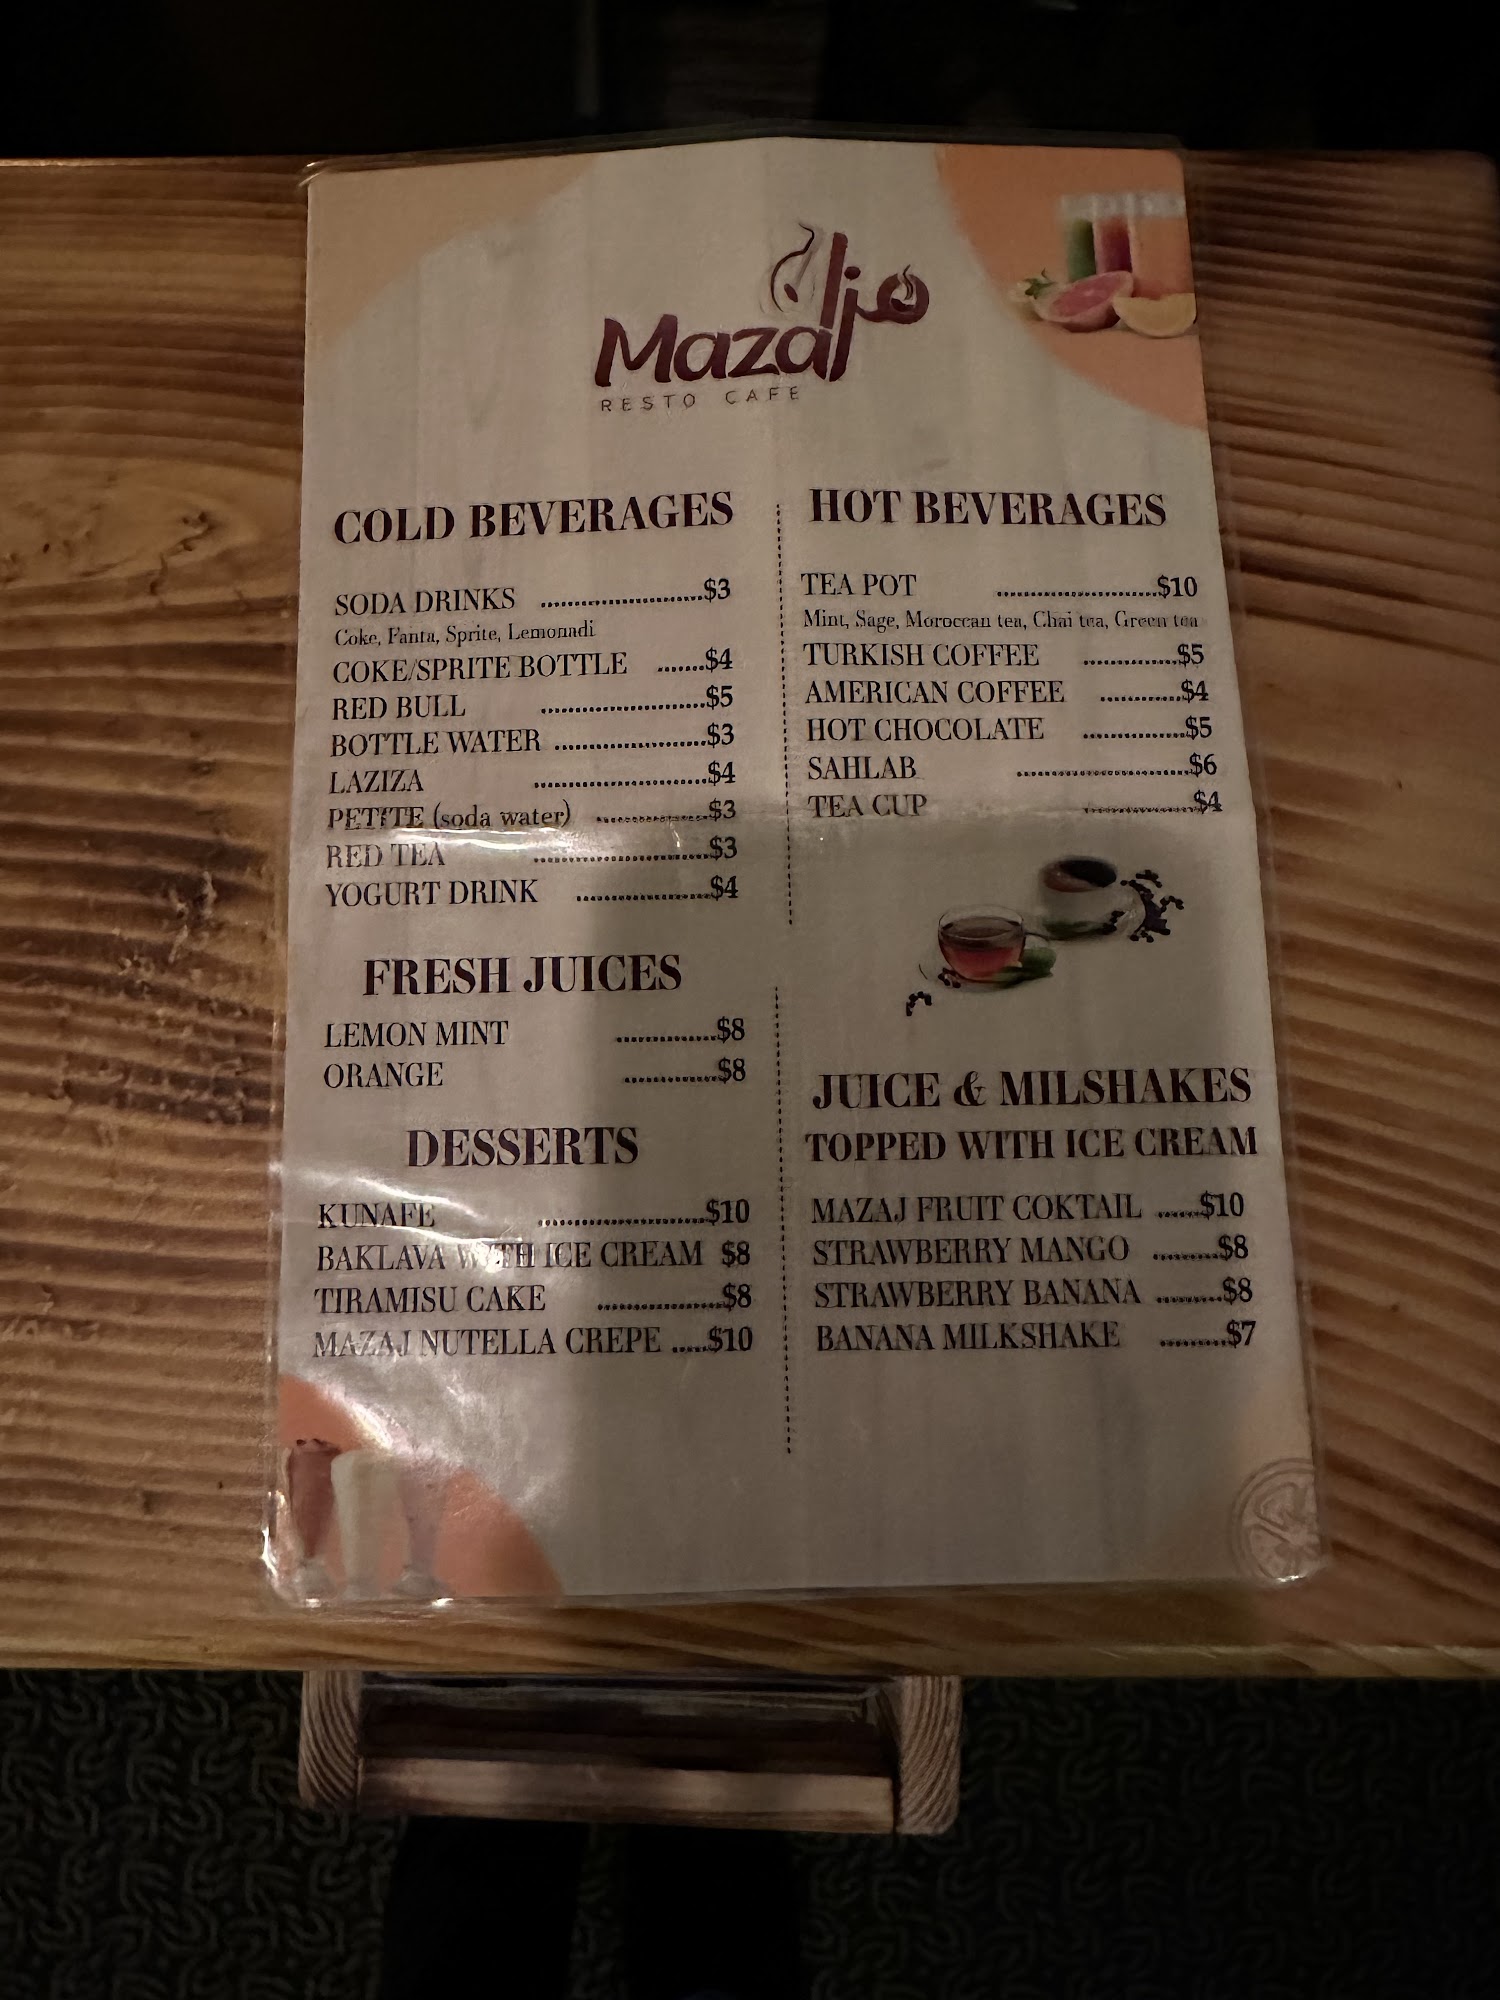 مزاج
Mazaj
RESTO CAFE
COLD BEVERAGES
SODA DRINKS ........................$3
Coke, Fanta, Sprite, Lemonadi
COKE/SPRITE BOTTLE .......$4
RED BULL ........................$5
BOTTLE WATER ......................$3
LAZIZA .........................$4
PETITE (soda water) ................$3
RED TEA .........................$3
YOGURT DRINK ...................$4
FRESH JUICES
LEMON MINT ..............$8
ORANGE .............$8
DESSERTS
KUNAFE ........................$10
BAKLAVA WITH ICE CREAM $8
TIRAMISU CAKE ..................$8
MAZAJ NUTELLA CREPE .....$10
HOT BEVERAGES
TEA POT .......................$10
Mint, Sage, Moroccan tea, Chai tea, Green tea
TURKISH COFFEE .............$5
AMERICAN COFFEE ............$4
HOT CHOCOLATE ...............$5
SAHLAB .........................$6
TEA CUP ................$4
JUICE & MILSHAKES
TOPPED WITH ICE CREAM
MAZAJ FRUIT COKTAIL ......$10
STRAWBERRY MANGO .........$8
STRAWBERRY BANANA .........$8
BANANA MILKSHAKE .........$7